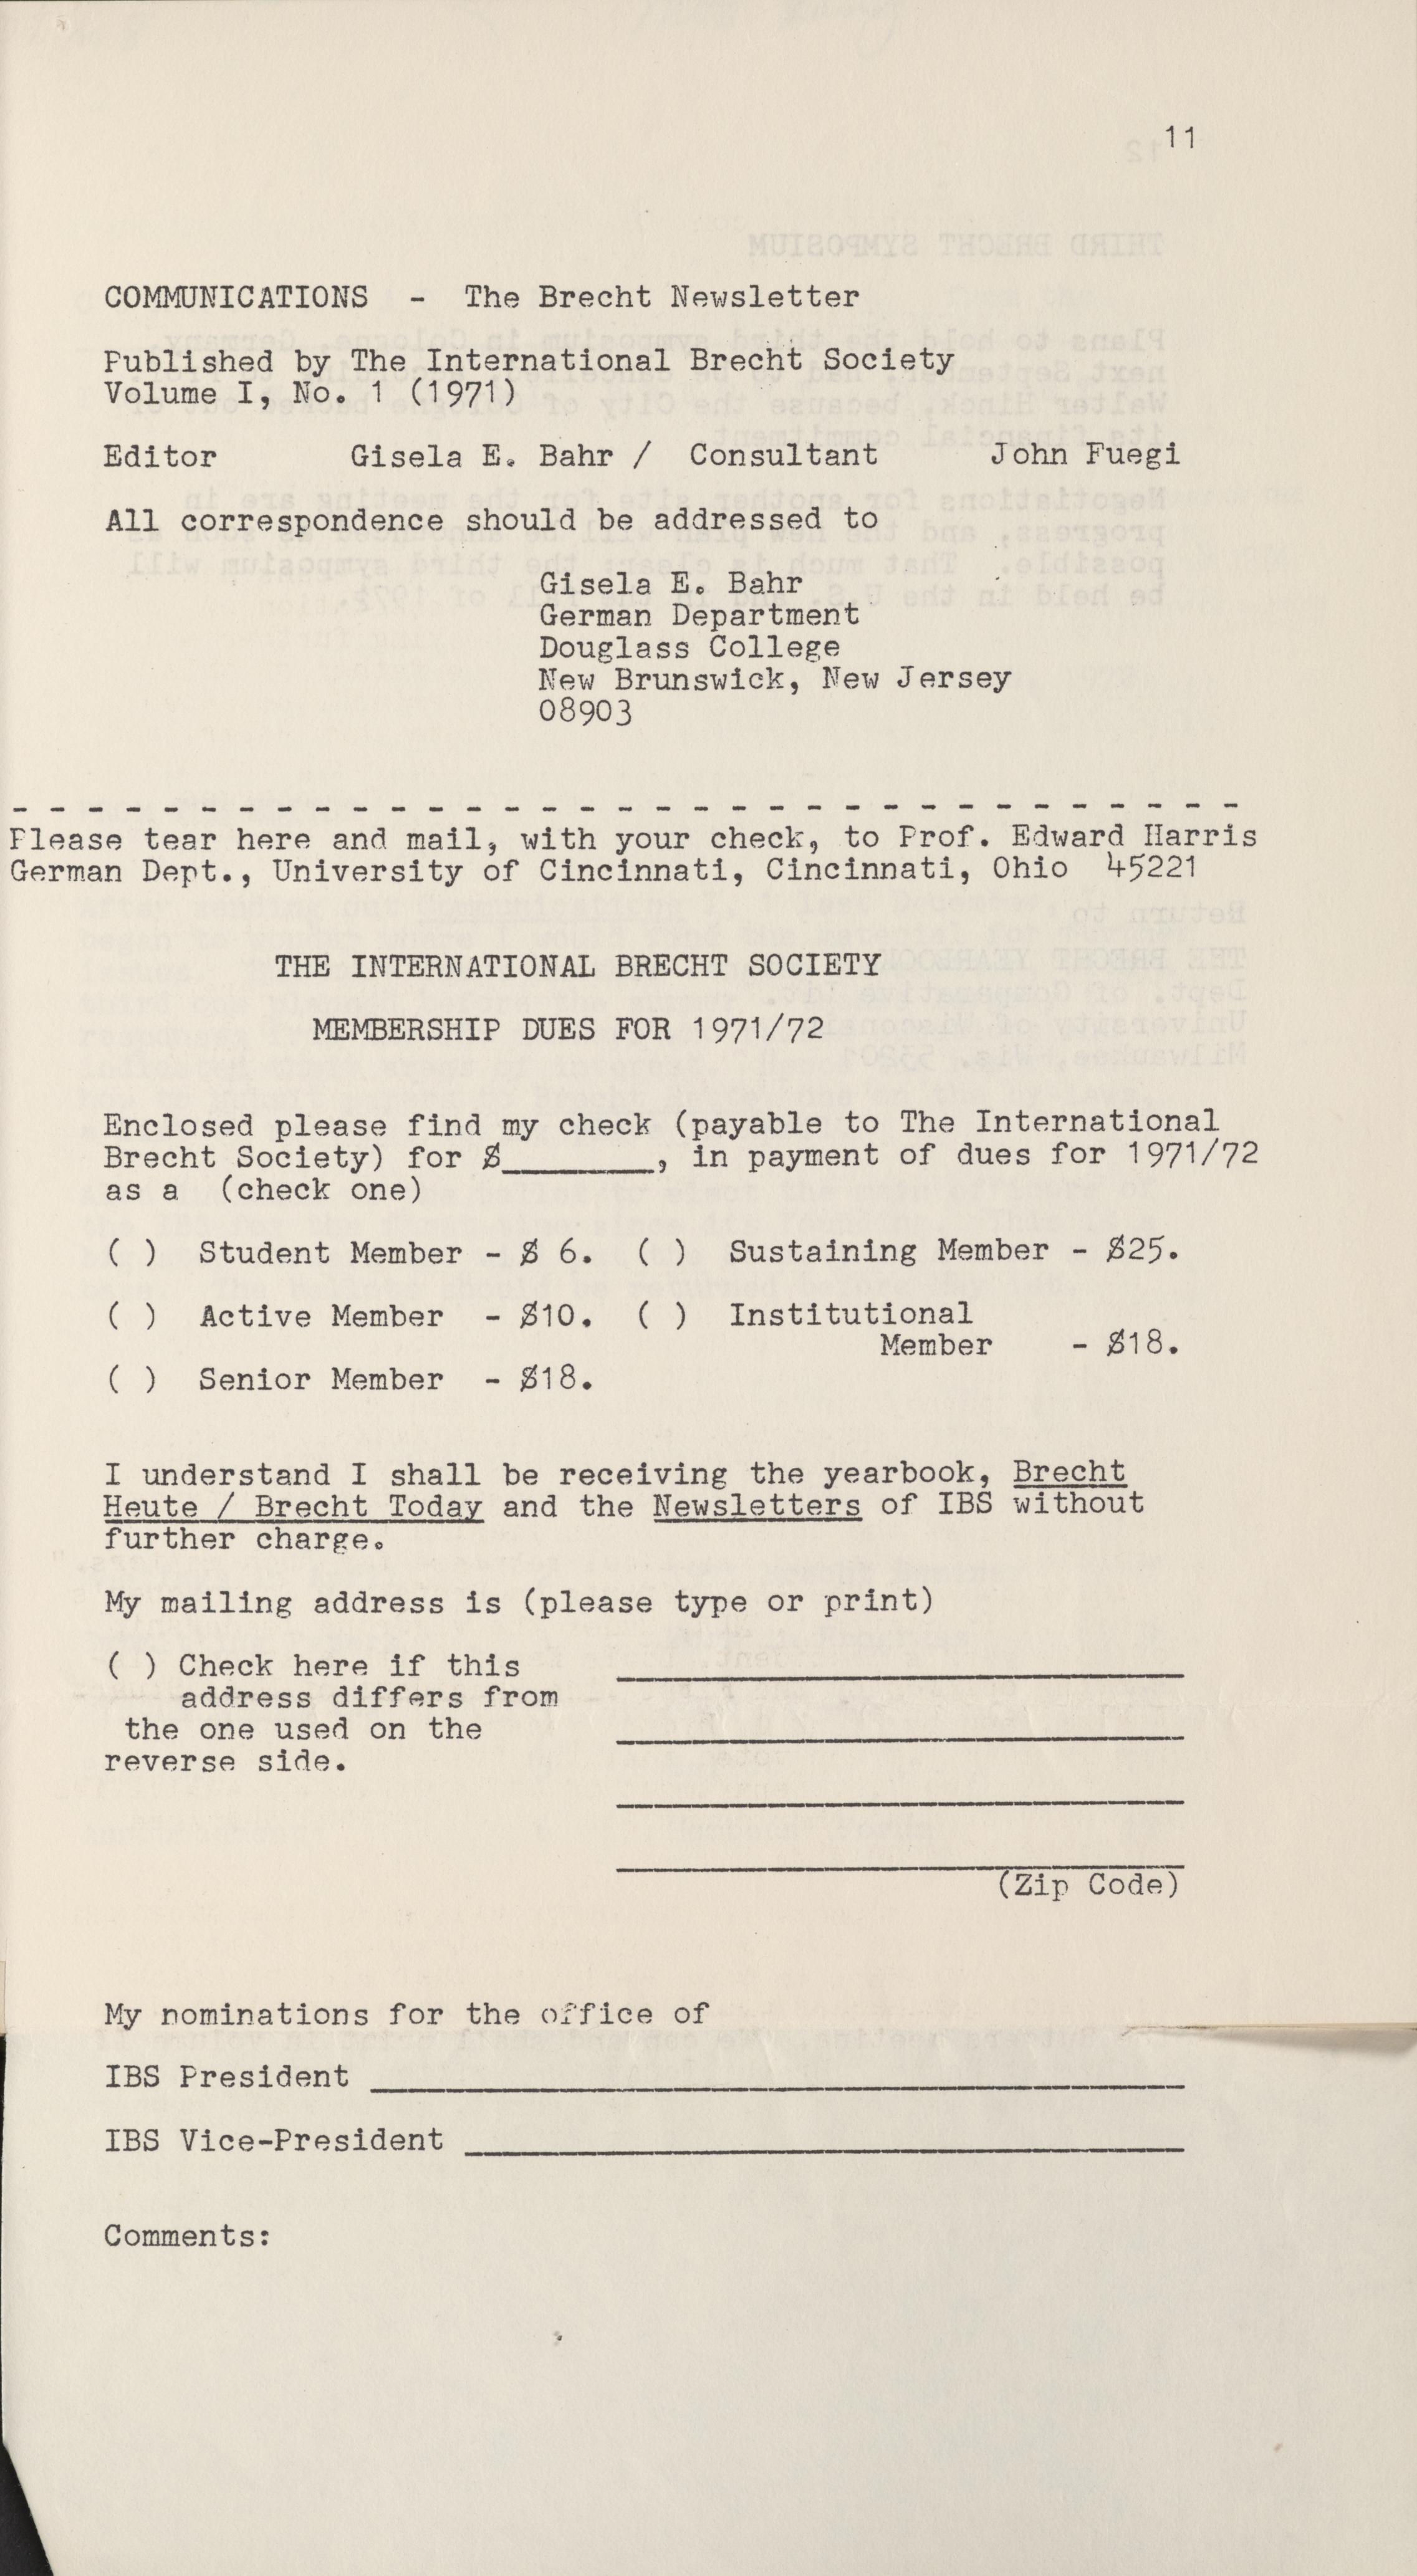 11
COMMUNICATIONS - The Brecht Newsletter
Published by The International Brecht Society
Volume I, No. 1 (1971)
Editor Gisela E. Bahr / Consultant John Fuegi
All correspondence should be addressed to
Gisela E. Bahr
German Department
Douglass College
New Brunswick, New Jersey
08903
- - - - - - - - - - - - - - - - - - - - - - - - - - - - - - - - -
Please tear here and mail, with your check, to Prof. Edward Harris
German Dept., University of Cincinnati, Cincinnati, Ohio 45221
THE INTERNATIONAL BRECHT SOCIETY
MEMBERSHIP DUES FOR 1971/72
Enclosed please find my check (payable to The International
Brecht Society) for $________, in payment of dues for 1971/72
as a (check one)
( ) Student Member - $ 6. ( ) Sustaining Member - $25.
( ) Active Member - $10. ( ) Institutional
Member - $18.
( ) Senior Member - $18.
I understand I shall be receiving the yearbook, Brecht
Heute / Brecht Today and the Newsletters of IBS without
further charge.
My mailing address is (please type or print)
( ) Check here if this
address differs from
the one used on the
reverse side.
(Zip Code)
My nominations for the office of
IBS President
IBS Vice-President
Comments: